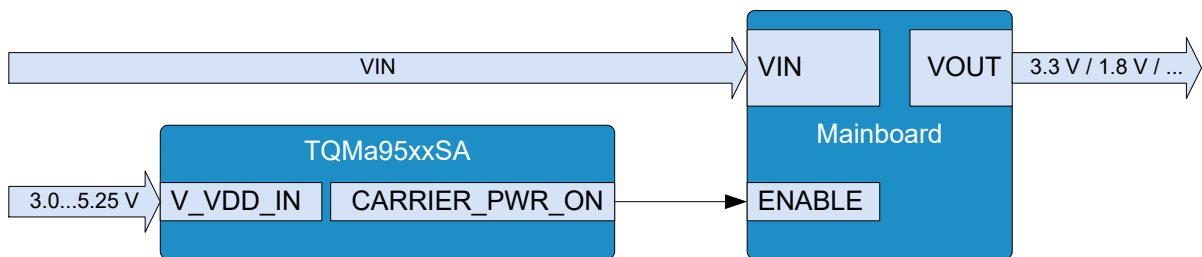 VIN
VIN
VOUT
3.3 V / 1.8 V / ...
Mainboard
TQMa95xxSA
3.0...5.25 V
V_VDD_IN
CARRIER_PWR_ON
ENABLE